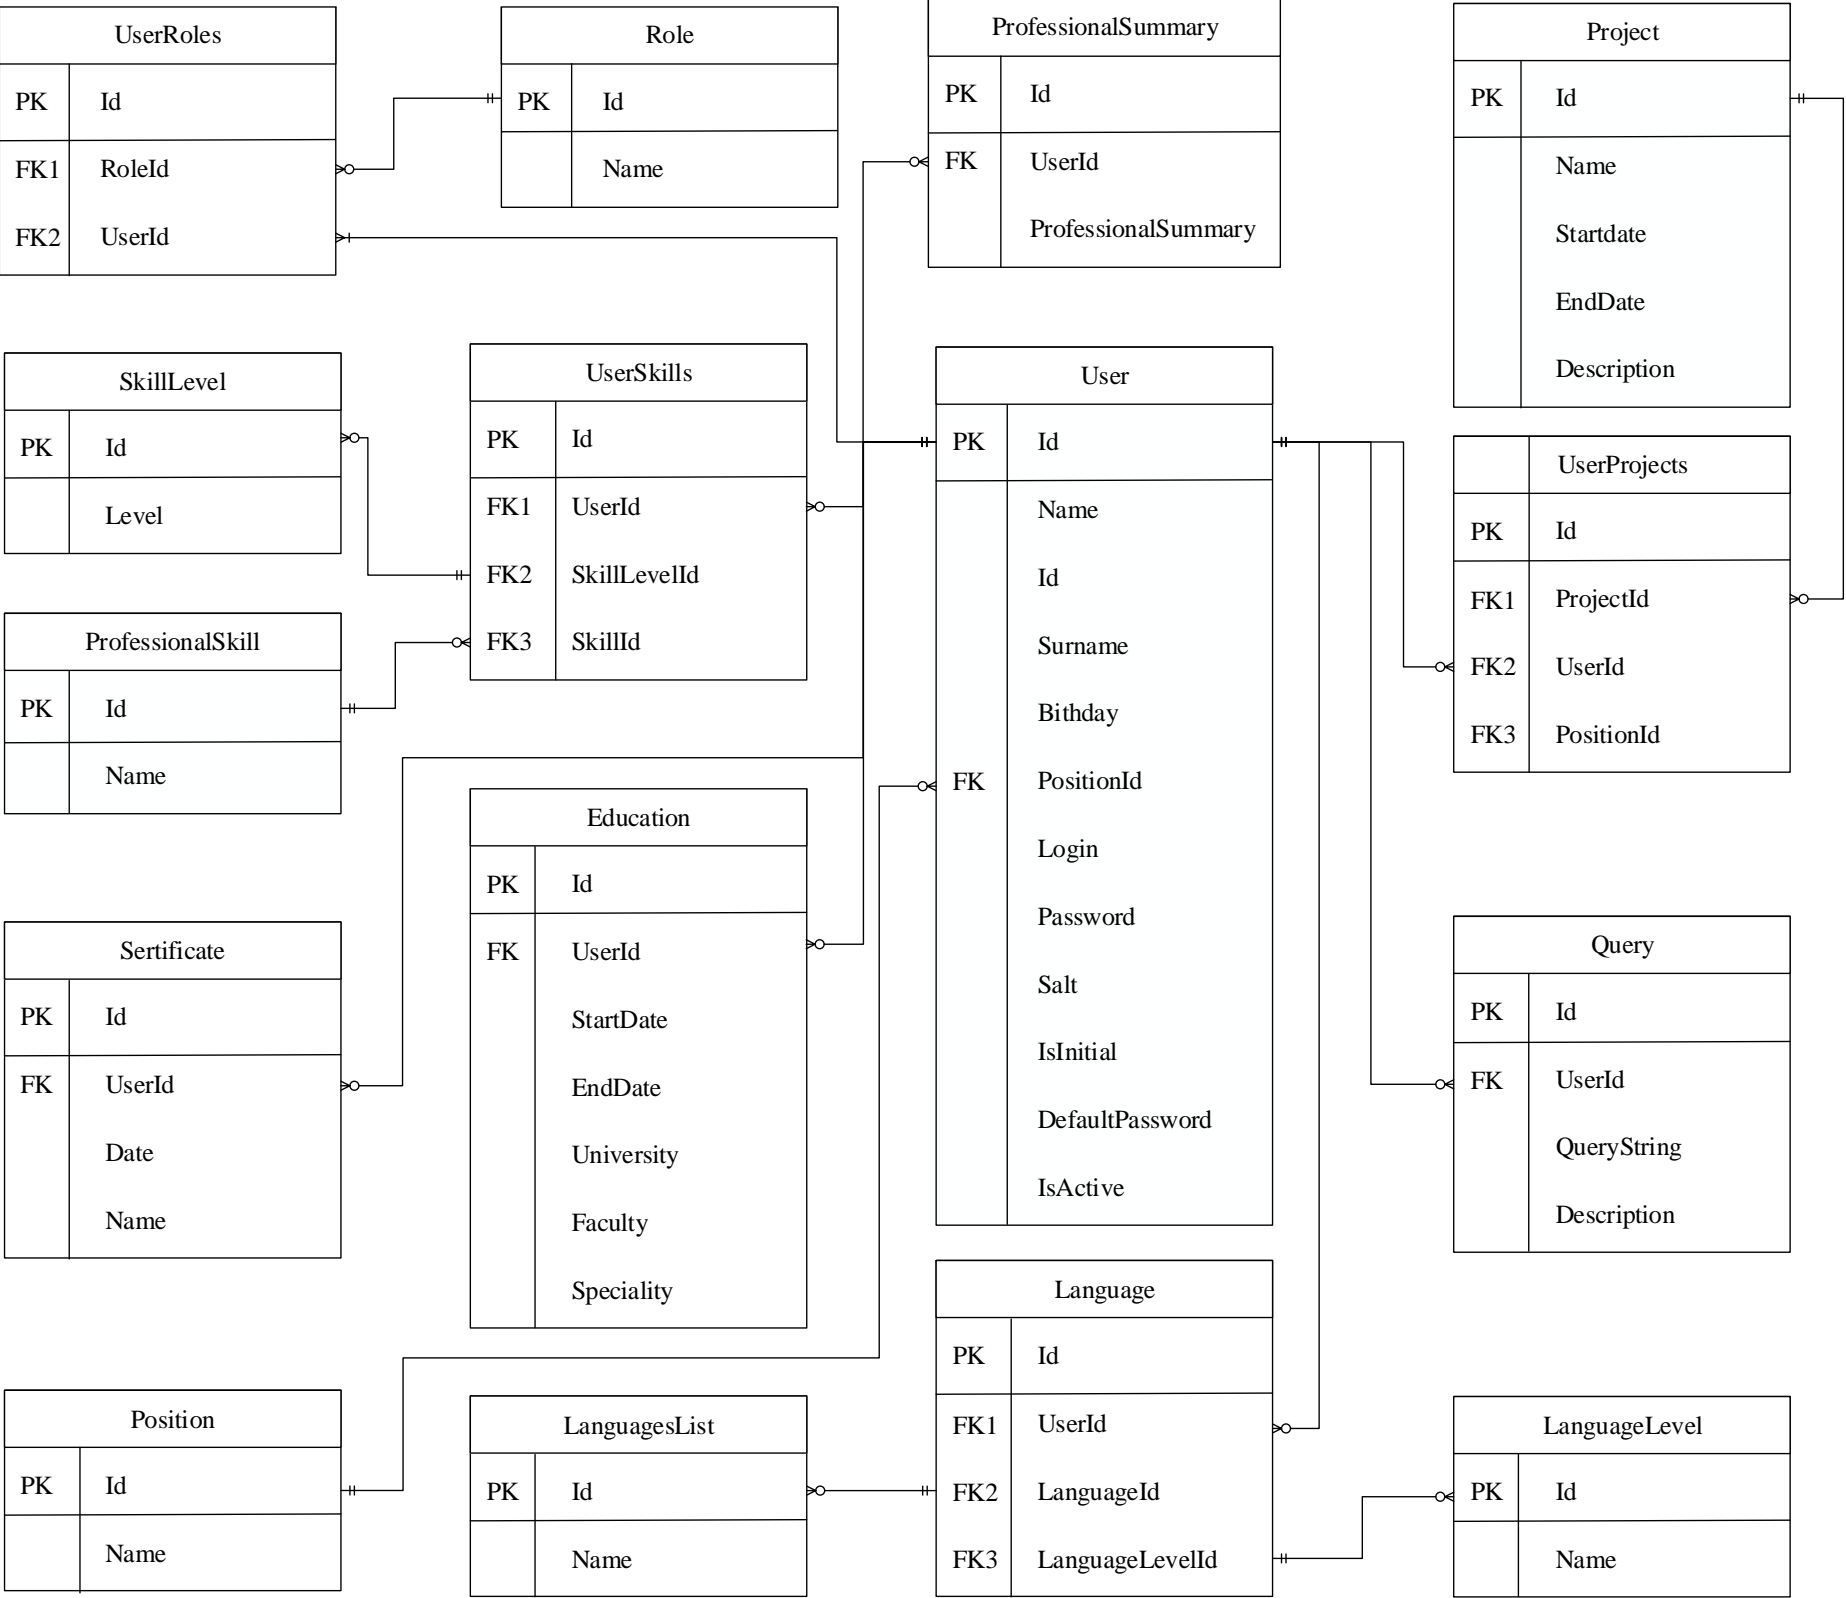 UserRoles
PK Id
FK1 RoleId
FK2 UserId
Role
PK Id
Name
ProfessionalSummary
PK Id
FK UserId
ProfessionalSummary
Project
PK Id
Name
Startdate
EndDate
Description
SkillLevel
PK Id
Level
UserSkills
PK Id
FK1 UserId
FK2 SkillLevelId
FK3 SkillId
User
PK Id
Name
Id
Surname
Bithday
FK PositionId
Login
Password
Salt
IsInitial
DefaultPassword
IsActive
UserProjects
PK Id
FK1 ProjectId
FK2 UserId
FK3 PositionId
ProfessionalSkill
PK Id
Name
Education
PK Id
FK UserId
StartDate
EndDate
University
Faculty
Speciality
Sertificate
PK Id
FK UserId
Date
Name
Query
PK Id
FK UserId
QueryString
Description
Language
PK Id
FK1 UserId
FK2 LanguageId
FK3 LanguageLevelId
Position
PK Id
Name
LanguagesList
PK Id
Name
LanguageLevel
PK Id
Name